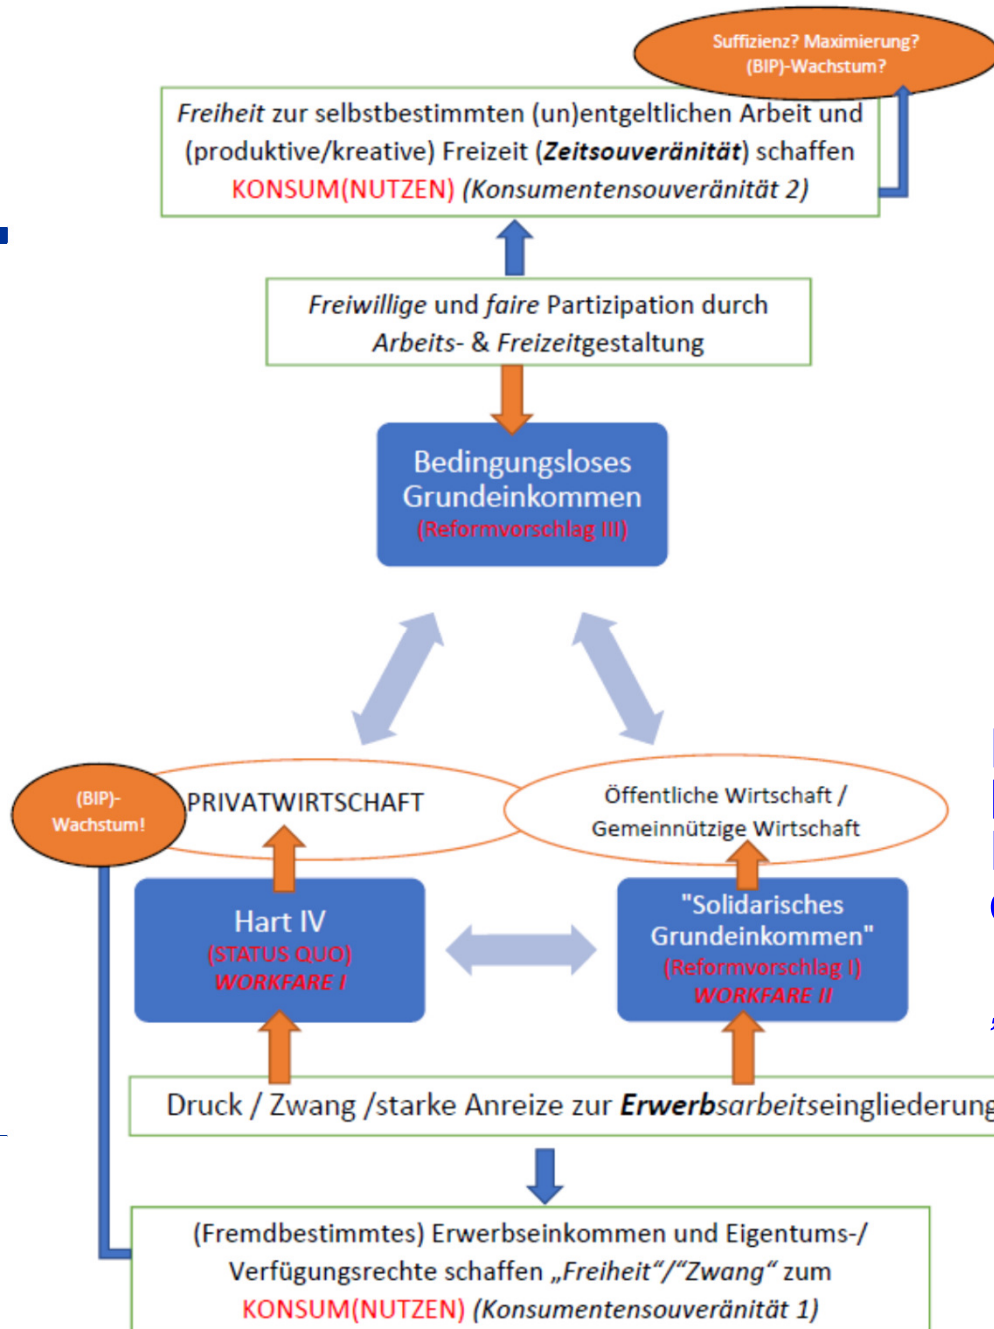 Suffizienz? Maximierung?
(BIP)-Wachstum?
Freiheit zur selbstbestimmten (un)entgeltlichen Arbeit und
(produktive/kreative) Freizeit (Zeitsouveränität) schaffen
KONSUM(NUTZEN) (Konsumentensouveränität 2)
Freiwillige und faire Partizipation durch
Arbeits- & Freizeitgestaltung
Bedingungsloses
Grundeinkommen
(Reformvorschlag III)
(BIP)-
Wachstum!
PRIVATWIRTSCHAFT
Öffentliche Wirtschaft /
Gemeinnützige Wirtschaft
Hart IV
(STATUS QUO)
WORKFARE I
"Solidarisches
Grundeinkommen"
(Reformvorschlag I)
WORKFARE II
Druck / Zwang /starke Anreize zur Erwerbsarbeitseingliederung
(Fremdbestimmtes) Erwerbseinkommen und Eigentums-/
Verfügungsrechte schaffen „Freiheit“/“Zwang“ zum
KONSUM(NUTZEN) (Konsumentensouveränität 1)